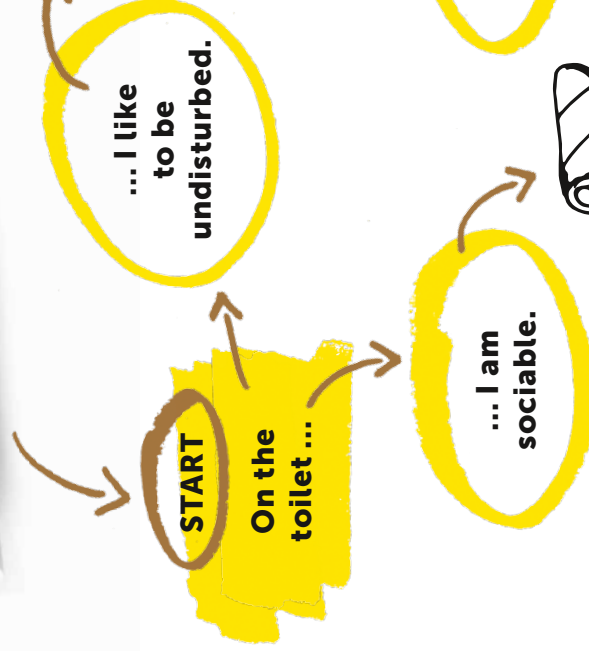 START
On the
toilet ...
... I like
to be
undisturbed.
... I am
sociable.